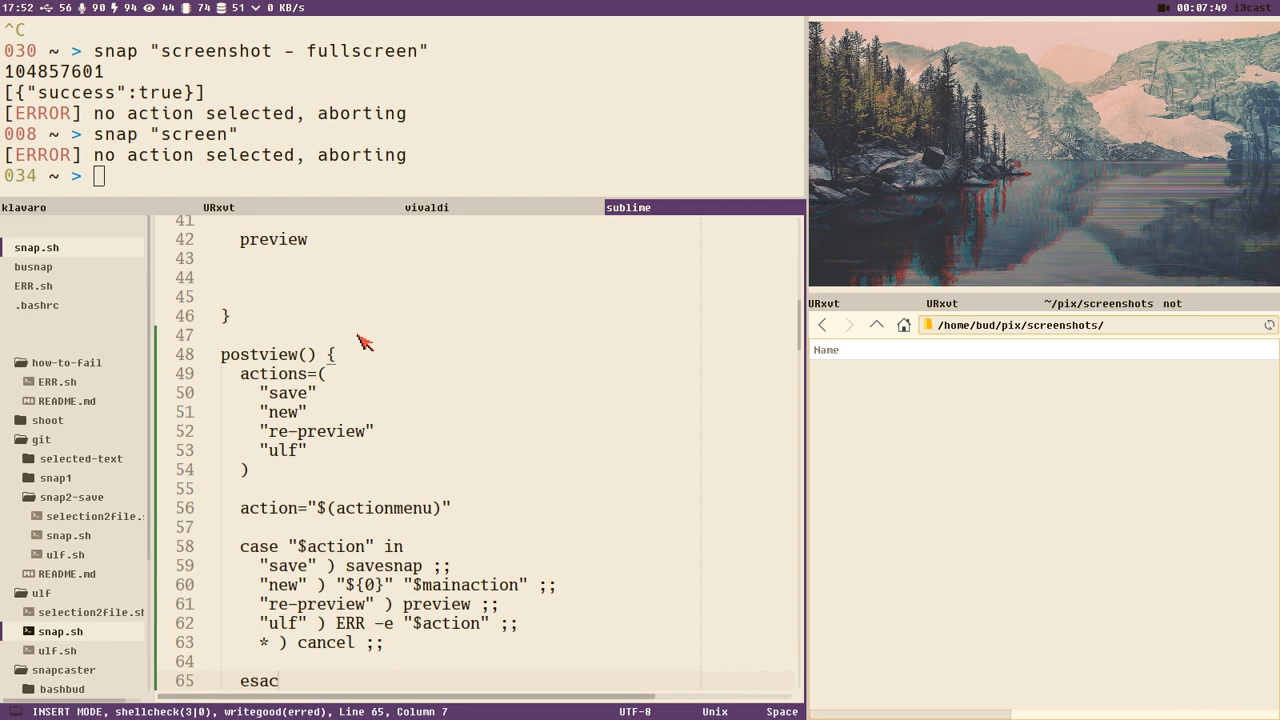 17:52 56 90 94 44 74 51 0 KB/s
00:07:49 i3cast
^C
030 ~ > snap "screenshot - fullscreen"
104857601
[{"success":true}]
[ERROR] no action selected, aborting
008 ~ > snap "screen"
[ERROR] no action selected, aborting
034 ~ >
klavaro URxvt vivaldi sublime
snap.sh
busnap
ERR.sh
.bashrc
how-to-fail
ERR.sh
README.md
shoot
git
selected-text
snap1
snap2-save
selection2file.
snap.sh
ulf.sh
README.md
ulf
selection2file.sh
snap.sh
ulf.sh
snapcaster
bashbud
41
42 preview
43
44
45
46 }
47
48 postview() {
49 actions=(
50 "save"
51 "new"
52 "re-preview"
53 "ulf"
54 )
55
56 action="$(actionmenu)"
57
58 case "$action" in
59 "save" ) savesnap ;;
60 "new" ) "${0}" "$mainaction" ;;
61 "re-preview" ) preview ;;
62 "ulf" ) ERR -e "$action" ;;
63 * ) cancel ;;
64
65 esac
INSERT MODE, shellcheck(3|0), writegood(erred), Line 65, Column 7 UTF-8 Unix Space
URxvt URxvt ~/pix/screenshots not
/home/bud/pix/screenshots/
Name